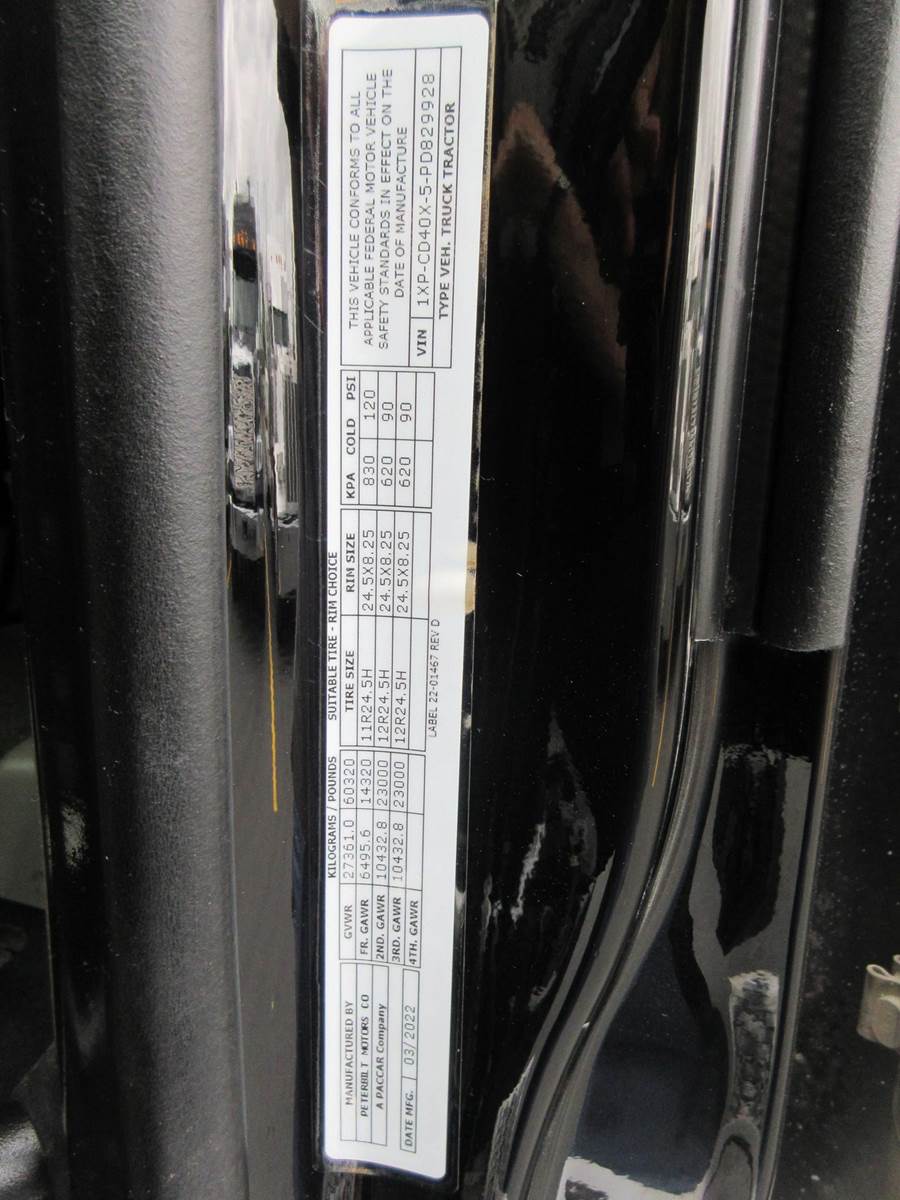 MANUFACTURED BY
PETERBILT MOTORS CO
A PACCAR Company
DATE MFG. 03/2022
KILOGRAMS / POUNDS
GVWR 27361.0 60320
FR. GAWR 6495.6 14320
2ND. GAWR 10432.8 23000
3RD. GAWR 10432.8 23000
4TH. GAWR
SUITABLE TIRE - RIM CHOICE
TIRE SIZE RIM SIZE
11R24.5H 24.5X8.25
12R24.5H 24.5X8.25
12R24.5H 24.5X8.25
LABEL 22-01467 REV D
KPA COLD PSI
830 120
620 90
620 90
THIS VEHICLE CONFORMS TO ALL
APPLICABLE FEDERAL MOTOR VEHICLE
SAFETY STANDARDS IN EFFECT ON THE
DATE OF MANUFACTURE
VIN 1XP-CD40X-5-PD829928
TYPE VEH. TRUCK TRACTOR